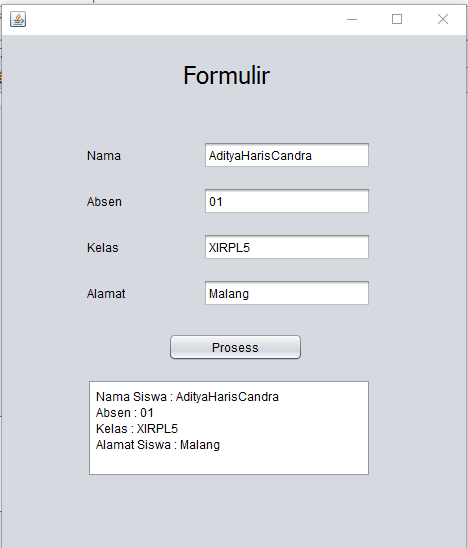 Formulir
Nama AdityaHarisCandra
Absen 01
Kelas XIRPL5
Alamat Malang
Prosess
Nama Siswa : AdityaHarisCandra
Absen : 01
Kelas : XIRPL5
Alamat Siswa : Malang